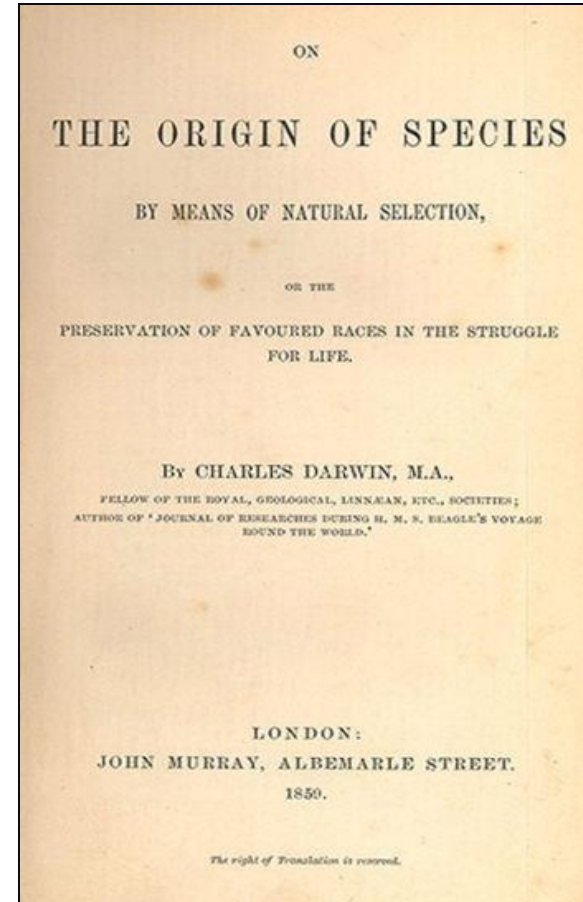 ON
THE ORIGIN OF SPECIES
BY MEANS OF NATURAL SELECTION,
OR THE
PRESERVATION OF FAVOURED RACES IN THE STRUGGLE
FOR LIFE.
BY CHARLES DARWIN, M.A.,
FELLOW OF THE ROYAL, GEOLOGICAL, LINNÆAN, ETC., SOCIETIES;
AUTHOR OF 'JOURNAL OF RESEARCHES DURING H. M. S. BEAGLE'S VOYAGE
ROUND THE WORLD.'
LONDON:
JOHN MURRAY, ALBEMARLE STREET.
1859.
The right of Translation is reserved.